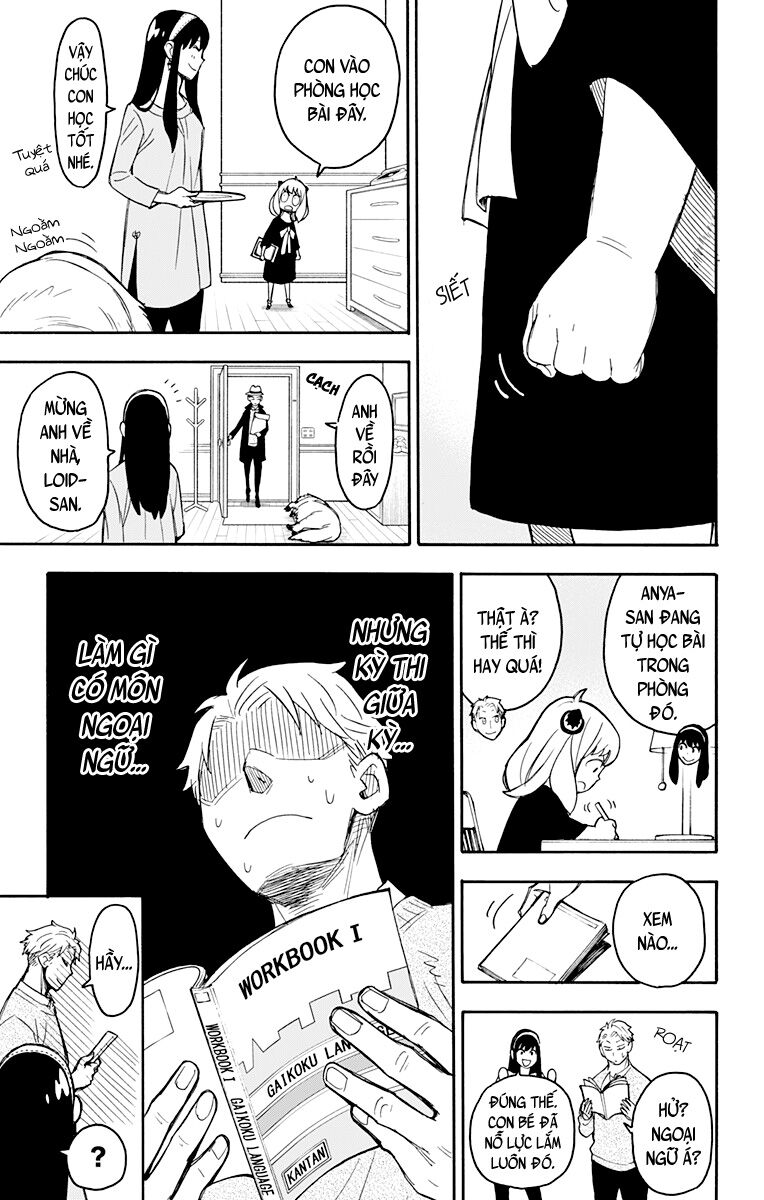 SIẾT
CON VÀO
PHÒNG HỌC
BÀI ĐÂY.
VẬY
CHÚC
CON
HỌC
TỐT
NHÉ.
Tuyệt
quá
Ngoằm
Ngoằm
CẠCH
ANH
VỀ
RỒI
ĐÂY
MỪNG
ANH VỀ
NHÀ,
LOID-
SAN.
ANYA-
SAN ĐANG
TỰ HỌC BÀI
TRONG
PHÒNG
ĐÓ.
THẬT À?
THẾ THÌ
HAY QUÁ!
XEM
NÀO...
ROẠT
HỬ?
NGOẠI
NGỮ Á?
ĐÚNG THẾ.
CON BÉ ĐÃ
NỖ LỰC LẮM
LUÔN ĐÓ.
NHƯNG
KỲ THI
GIỮA
KỲ...
LÀM GÌ
CÓ MÔN
NGOẠI
NGỮ...
WORKBOOK I
GAIKOKU LAN
KANTAN
WORKBOOK I GAIKOKU LANGUAGE
HẦY...
?